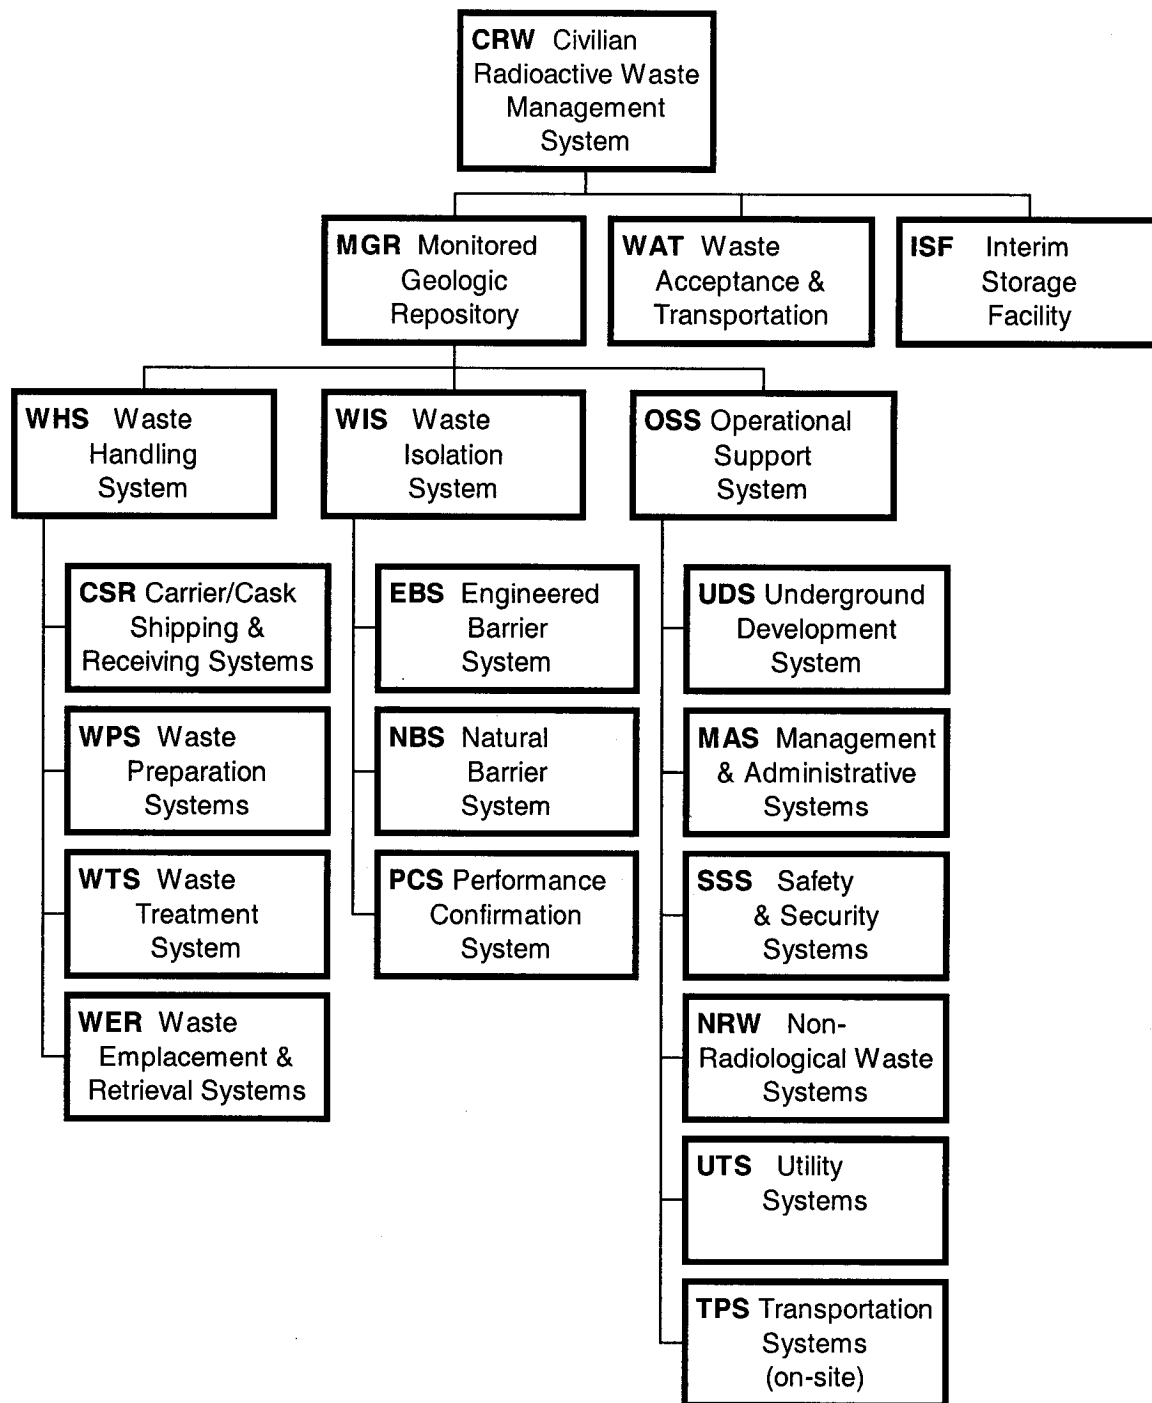 CRW Civilian
Radioactive Waste
Management
System
MGR Monitored
Geologic
Repository
WAT Waste
Acceptance &
Transportation
ISF Interim
Storage
Facility
WHS Waste
Handling
System
WIS Waste
Isolation
System
OSS Operational
Support
System
CSR Carrier/Cask
Shipping &
Receiving Systems
WPS Waste
Preparation
Systems
WTS Waste
Treatment
System
WER Waste
Emplacement &
Retrieval Systems
EBS Engineered
Barrier
System
NBS Natural
Barrier
System
PCS Performance
Confirmation
System
UDS Underground
Development
System
MAS Management
& Administrative
Systems
SSS Safety
& Security
Systems
NRW Non-
Radiological Waste
Systems
UTS Utility
Systems
TPS Transportation
Systems
(on-site)